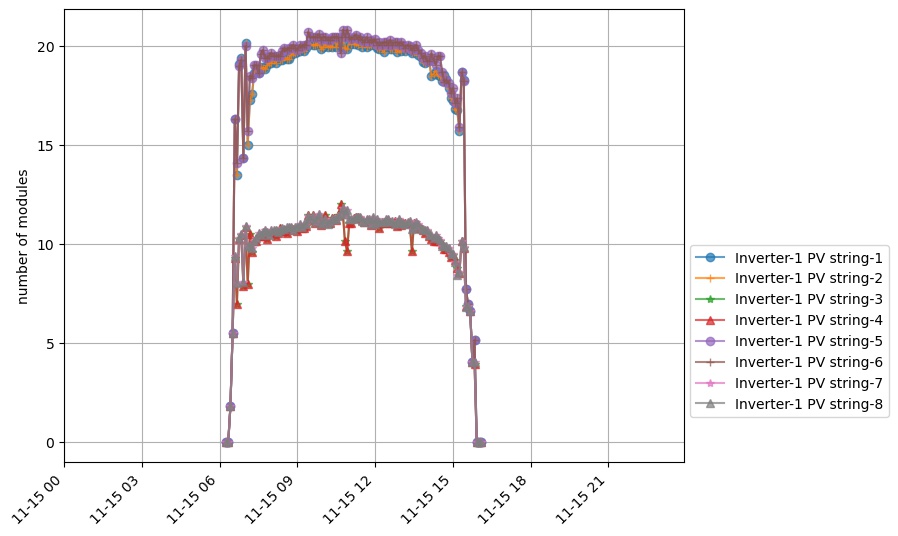 number of modules
20
15
10
5
0
11-15 00
11-15 03
11-15 06
11-15 09
11-15 12
11-15 15
11-15 18
11-15 21
Inverter-1 PV string-1
Inverter-1 PV string-2
Inverter-1 PV string-3
Inverter-1 PV string-4
Inverter-1 PV string-5
Inverter-1 PV string-6
Inverter-1 PV string-7
Inverter-1 PV string-8